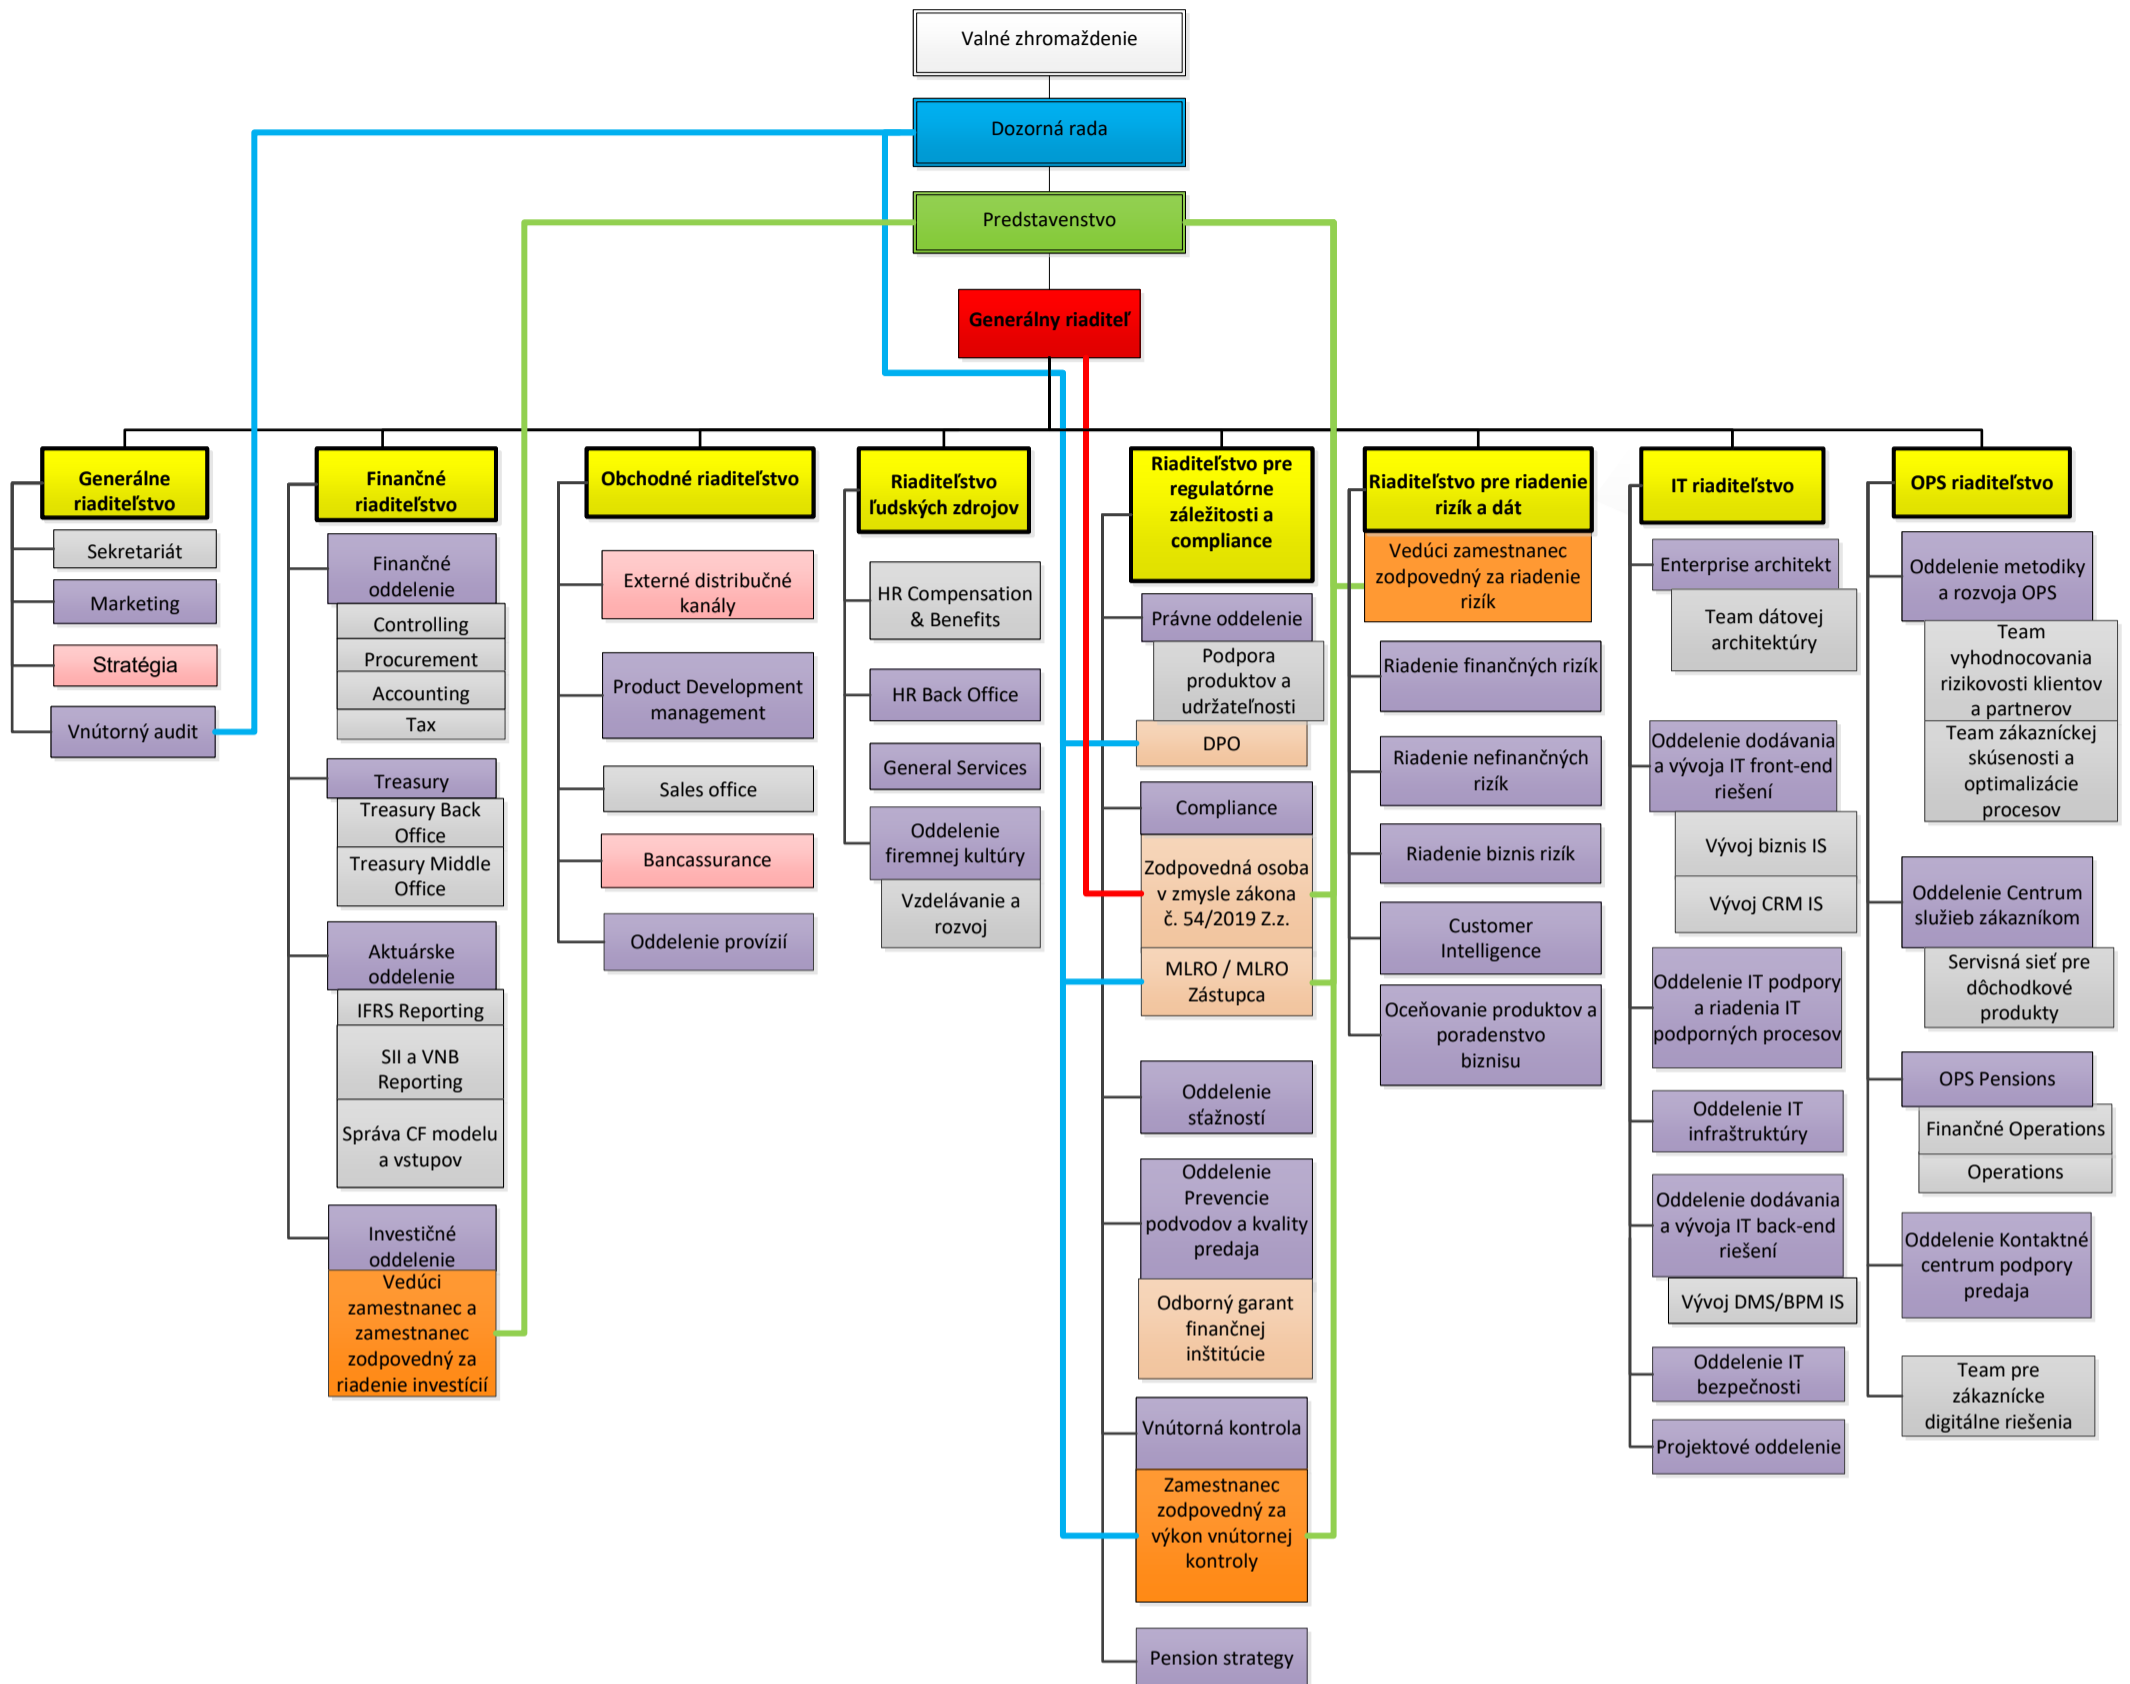 Valné zhromaždenie
Dozorná rada
Predstavenstvo
Generálny riaditeľ
Generálne
riaditeľstvo
Sekretariát
Marketing
Stratégia
Vnútorný audit
Finančné
riaditeľstvo
Finančné
oddelenie
Controlling
Procurement
Accounting
Tax
Treasury
Treasury Back
Office
Treasury Middle
Office
Aktuárske
oddelenie
IFRS Reporting
SII a VNB
Reporting
Správa CF modelu
a vstupov
Investičné
oddelenie
Vedúci
zamestnanec a
zamestnanec
zodpovedný za
riadenie investícií
Obchodné riaditeľstvo
Externé distribučné
kanály
Product Development
management
Sales office
Bancassurance
Oddelenie provízií
Riaditeľstvo
ľudských zdrojov
HR Compensation
& Benefits
HR Back Office
General Services
Oddelenie
firemnej kultúry
Vzdelávanie a
rozvoj
Riaditeľstvo pre
regulatórne
záležitosti a
compliance
Právne oddelenie
Podpora
produktov a
udržateľnosti
DPO
Compliance
Zodpovedná osoba
v zmysle zákona
č. 54/2019 Z.z.
MLRO / MLRO
Zástupca
Oddelenie
sťažností
Oddelenie
Prevencie
podvodov a kvality
predaja
Odborný garant
finančnej
inštitúcie
Vnútorná kontrola
Zamestnanec
zodpovedný za
výkon vnútornej
kontroly
Pension strategy
Riaditeľstvo pre riadenie
rizík a dát
Vedúci zamestnanec
zodpovedný za riadenie
rizík
Riadenie finančných rizík
Riadenie nefinančných
rizík
Riadenie biznis rizík
Customer
Intelligence
Oceňovanie produktov a
poradenstvo
biznisu
IT riaditeľstvo
Enterprise architekt
Team dátovej
architektúry
Oddelenie dodávania
a vývoja IT front-end
riešení
Vývoj biznis IS
Vývoj CRM IS
Oddelenie IT podpory
a riadenia IT
podporných procesov
Oddelenie IT
infraštruktúry
Oddelenie dodávania
a vývoja IT back-end
riešení
Vývoj DMS/BPM IS
Oddelenie IT
bezpečnosti
Projektové oddelenie
OPS riaditeľstvo
Oddelenie metodiky
a rozvoja OPS
Team
vyhodnocovania
rizikovosti klientov
a partnerov
Team zákazníckej
skúsenosti a
optimalizácie
procesov
Oddelenie Centrum
služieb zákazníkom
Servisná sieť pre
dôchodkové
produkty
OPS Pensions
Finančné Operations
Operations
Oddelenie Kontaktné
centrum podpory
predaja
Team pre
zákaznícke
digitálne riešenia